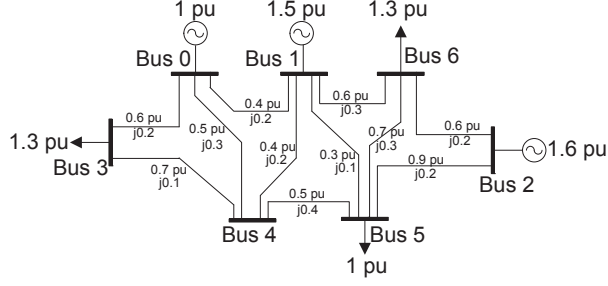 1 pu
1.5 pu
1.3 pu
Bus 0
Bus 1
Bus 6
0.6 pu
j0.2
0.4 pu
j0.2
0.6 pu
j0.3
0.5 pu
j0.3
0.4 pu
j0.2
0.3 pu
j0.1
0.7 pu
j0.3
0.6 pu
j0.2
1.3 pu
Bus 3
0.7 pu
j0.1
0.9 pu
j0.2
1.6 pu
Bus 2
0.5 pu
j0.4
Bus 4
Bus 5
1 pu